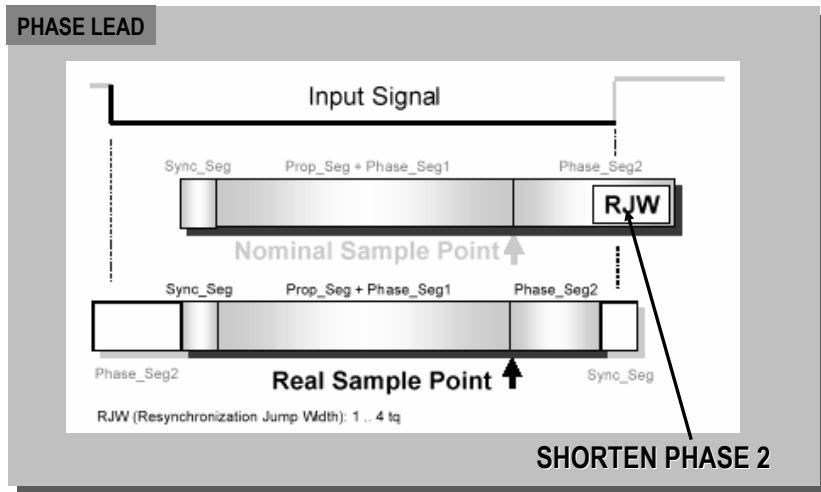 PHASE LEAD
Input Signal
Sync_Seg Prop_Seg + Phase_Seg1 Phase_Seg2
RJW
Nominal Sample Point
Sync_Seg Prop_Seg + Phase_Seg1 Phase_Seg2
Phase_Seg2 Real Sample Point Sync_Seg
RJW (Resynchronization Jump Width): 1 .. 4 tq
SHORTEN PHASE 2